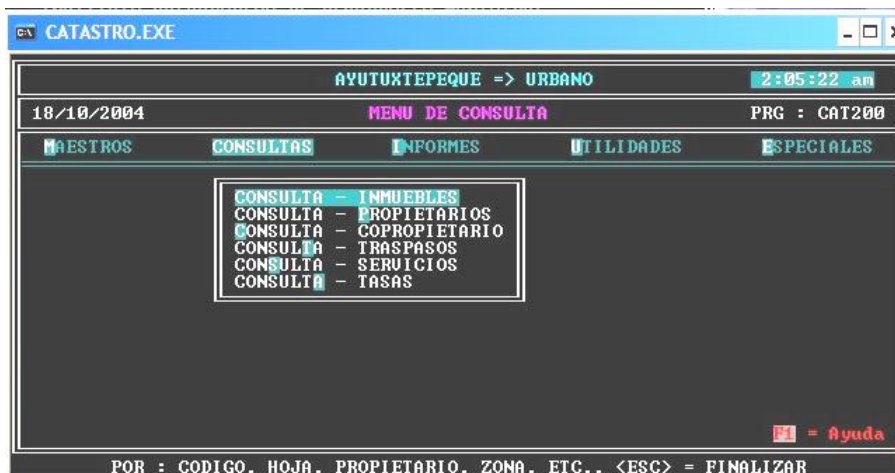 CATASTRO.EXE
AYUTUXTEPEQUE => URBANO 2:05:22 am
18/10/2004 MENU DE CONSULTA PRG : CAT200
MAESTROS CONSULTAS INFORMES UTILIDADES ESPECIALES
CONSULTA - INMUEBLES
CONSULTA - PROPIETARIOS
CONSULTA - COPROPIETARIO
CONSULTA - TRASPASOS
CONSULTA - SERVICIOS
CONSULTA - TASAS
F1 = Ayuda
POR : CODIGO, HOJA, PROPIETARIO, ZONA, ETC., <ESC> = FINALIZAR